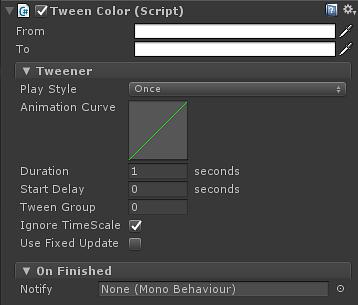 Tween Color (Script)
From
To
Tweener
Play Style Once
Animation Curve
Duration 1 seconds
Start Delay 0 seconds
Tween Group 0
Ignore TimeScale
Use Fixed Update
On Finished
Notify None (Mono Behaviour)